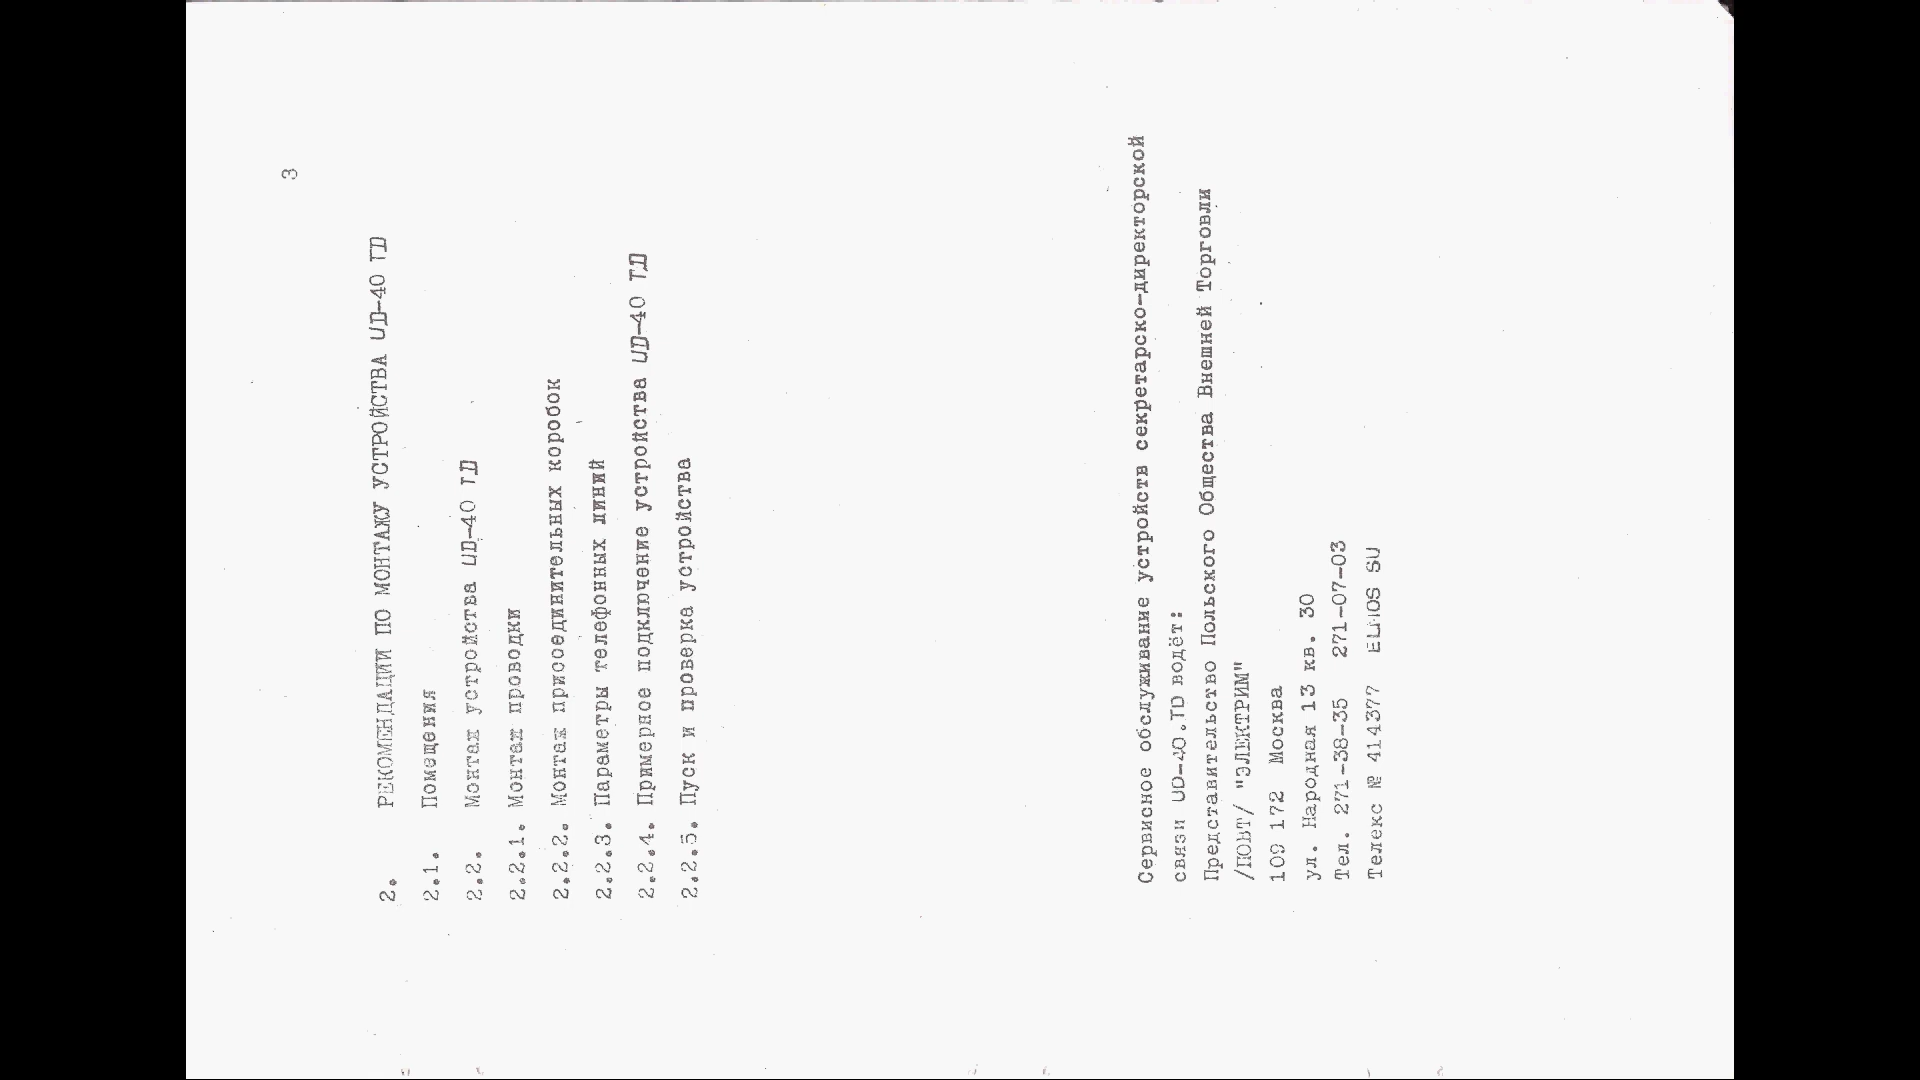 3
2. РЕКОМЕНДАЦИИ ПО МОНТАЖУ УСТРОЙСТВА UD-40 TD
2.1. Помещения
2.2. Монтаж устройства UD-40 TD
2.2.1. Монтаж проводки
2.2.2. Монтаж присоединительных коробок
2.2.3. Параметры телефонных линий
2.2.4. Примерное подключение устройства UD-40 TD
2.2.5. Пуск и проверка устройства
Сервисное обслуживание устройств секретарско-директорской
связи UD-40.TD водёт:
Представительство Польского Общества Внешней Торговли
/ПОВТ/ "ЭЛЕКТРИМ"
109 172 Москва
ул. Народная 13 кв. 30
Тел. 271-38-35 271-07-03
Телекс № 414377 ELMOS SU